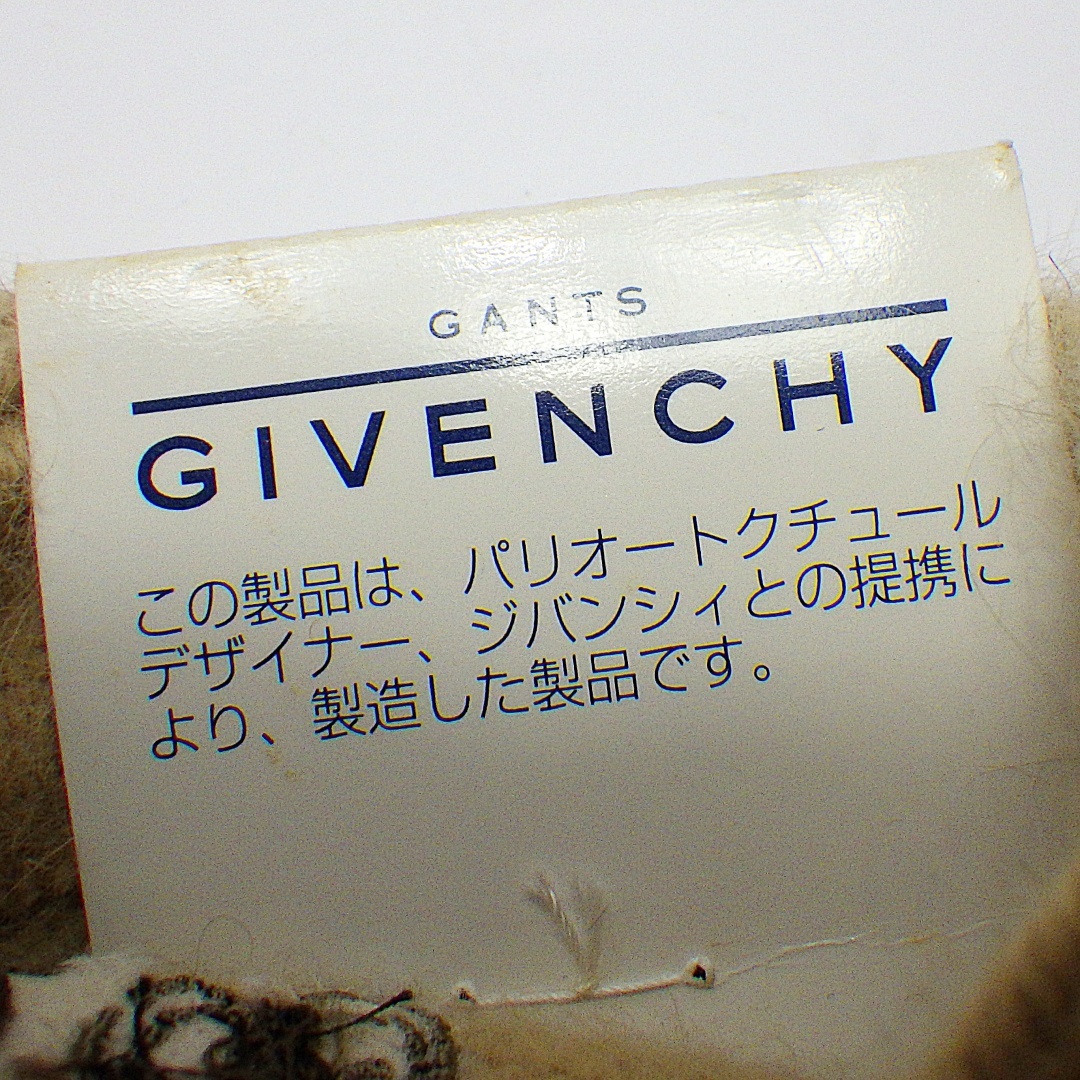 GANTS
GIVENCHY
この製品は、パリオートクチュール
デザイナー、ジバンシィとの提携に
より、製造した製品です。